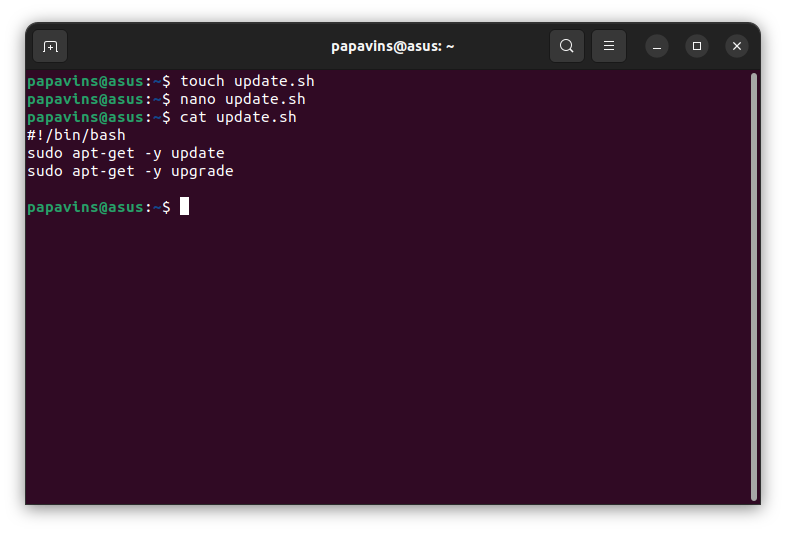 papavins@asus: ~
papavins@asus:~$ touch update.sh
papavins@asus:~$ nano update.sh
papavins@asus:~$ cat update.sh
#!/bin/bash
sudo apt-get -y update
sudo apt-get -y upgrade
papavins@asus:~$